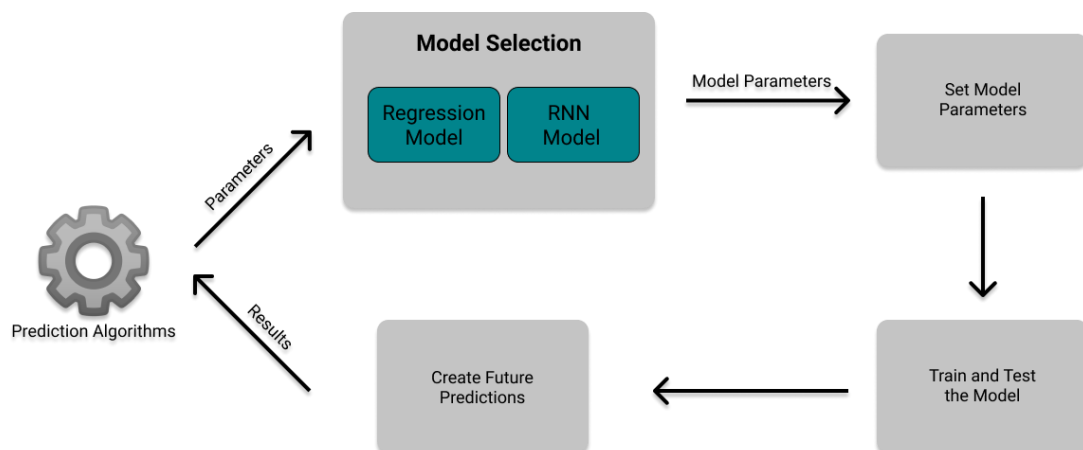 Model Selection
Regression
Model
RNN
Model
Model Parameters
Set Model
Parameters
Parameters
Prediction Algorithms
Results
Create Future
Predictions
Train and Test
the Model